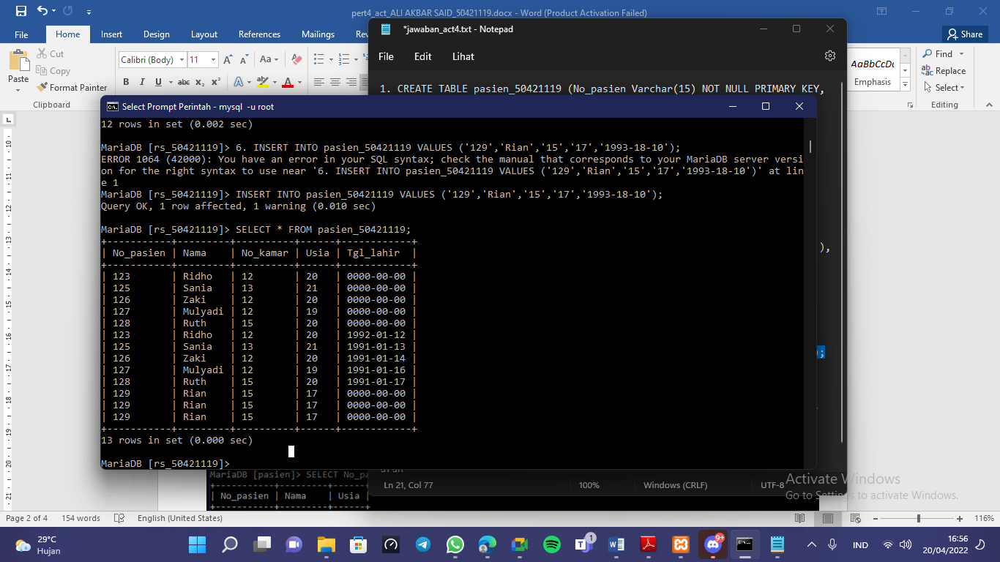 pert4_act_ALI AKBAR SAID_50421119.docx - Word (Product Activation Failed)
File
Home
Insert
Design
Layout
References
Mailings
Share
Paste
Cut
Copy
Format Painter
Clipboard
Calibri (Body)
11
Aa
B I U abc x₂ x²
AaBbCcDc
Emphasis
Find
Replace
Select
Editing
*jawaban_act4.txt - Notepad
File Edit Lihat
1. CREATE TABLE pasien_50421119 (No_pasien Varchar(15) NOT NULL PRIMARY KEY,
Select Prompt Perintah - mysql -u root
12 rows in set (0.002 sec)
MariaDB [rs_50421119]> 6. INSERT INTO pasien_50421119 VALUES ('129','Rian','15','17','1993-18-10');
ERROR 1064 (42000): You have an error in your SQL syntax; check the manual that corresponds to your MariaDB server versi
on for the right syntax to use near '6. INSERT INTO pasien_50421119 VALUES ('129','Rian','15','17','1993-18-10')' at lin
e 1
MariaDB [rs_50421119]> INSERT INTO pasien_50421119 VALUES ('129','Rian','15','17','1993-18-10');
Query OK, 1 row affected, 1 warning (0.010 sec)
MariaDB [rs_50421119]> SELECT * FROM pasien_50421119;
+-----------+---------+----------+------+------------+
| No_pasien | Nama    | No_kamar | Usia | Tgl_lahir  |
+-----------+---------+----------+------+------------+
| 123       | Ridho   | 12       | 20   | 0000-00-00 |
| 125       | Sania   | 13       | 21   | 0000-00-00 |
| 126       | Zaki    | 12       | 20   | 0000-00-00 |
| 127       | Mulyadi | 12       | 19   | 0000-00-00 |
| 128       | Ruth    | 15       | 20   | 0000-00-00 |
| 123       | Ridho   | 12       | 20   | 1992-01-12 |
| 125       | Sania   | 13       | 21   | 1991-01-13 |
| 126       | Zaki    | 12       | 20   | 1991-01-14 |
| 127       | Mulyadi | 12       | 19   | 1991-01-16 |
| 128       | Ruth    | 15       | 20   | 1991-01-17 |
| 129       | Rian    | 15       | 17   | 0000-00-00 |
| 129       | Rian    | 15       | 17   | 0000-00-00 |
| 129       | Rian    | 15       | 17   | 0000-00-00 |
+-----------+---------+----------+------+------------+
13 rows in set (0.000 sec)
MariaDB [rs_50421119]>
),
);
MariaDB [pasien]> SELECT
| No_pasien | Nama    | Usia |
Ln 21, Col 77
100%
Windows (CRLF)
UTF-8
Activate Windows
Go to Settings to activate Windows.
Page 2 of 4
154 words
English (United States)
116%
29°C
Hujan
1
9+
IND
16:56
20/04/2022